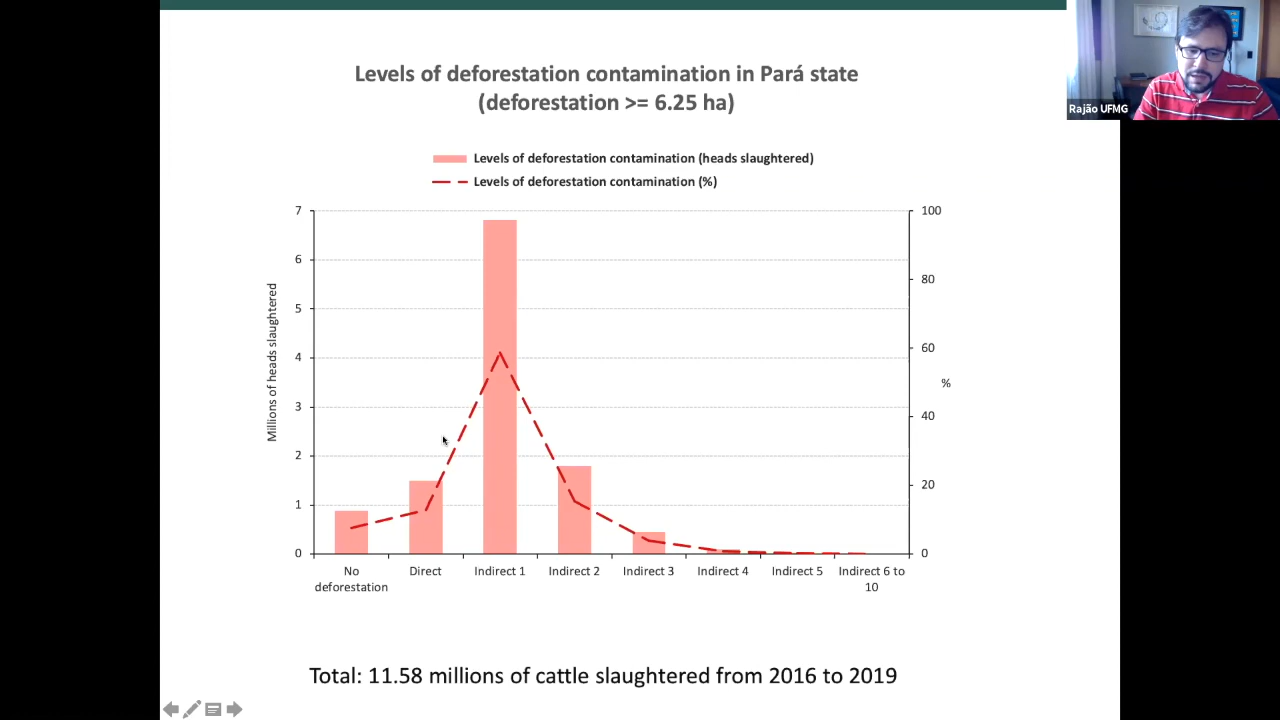 Levels of deforestation contamination in Pará state
(deforestation >= 6.25 ha)
Rajão UFMG
Levels of deforestation contamination (heads slaughtered)
Levels of deforestation contamination (%)
7
6
5
4
3
2
1
0
Millions of heads slaughtered
100
80
60
40
20
0
%
No deforestation
Direct
Indirect 1
Indirect 2
Indirect 3
Indirect 4
Indirect 5
Indirect 6 to 10
Total: 11.58 millions of cattle slaughtered from 2016 to 2019